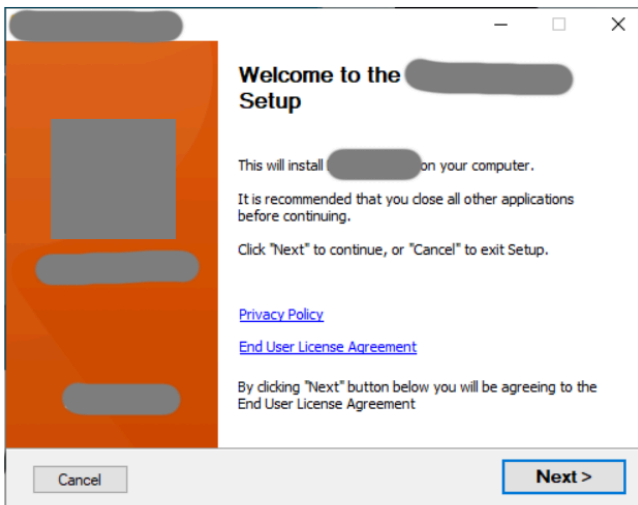 Welcome to the
Setup
This will install on your computer.
It is recommended that you close all other applications
before continuing.
Click "Next" to continue, or "Cancel" to exit Setup.
Privacy Policy
End User License Agreement
By clicking "Next" button below you will be agreeing to the
End User License Agreement
Cancel
Next >